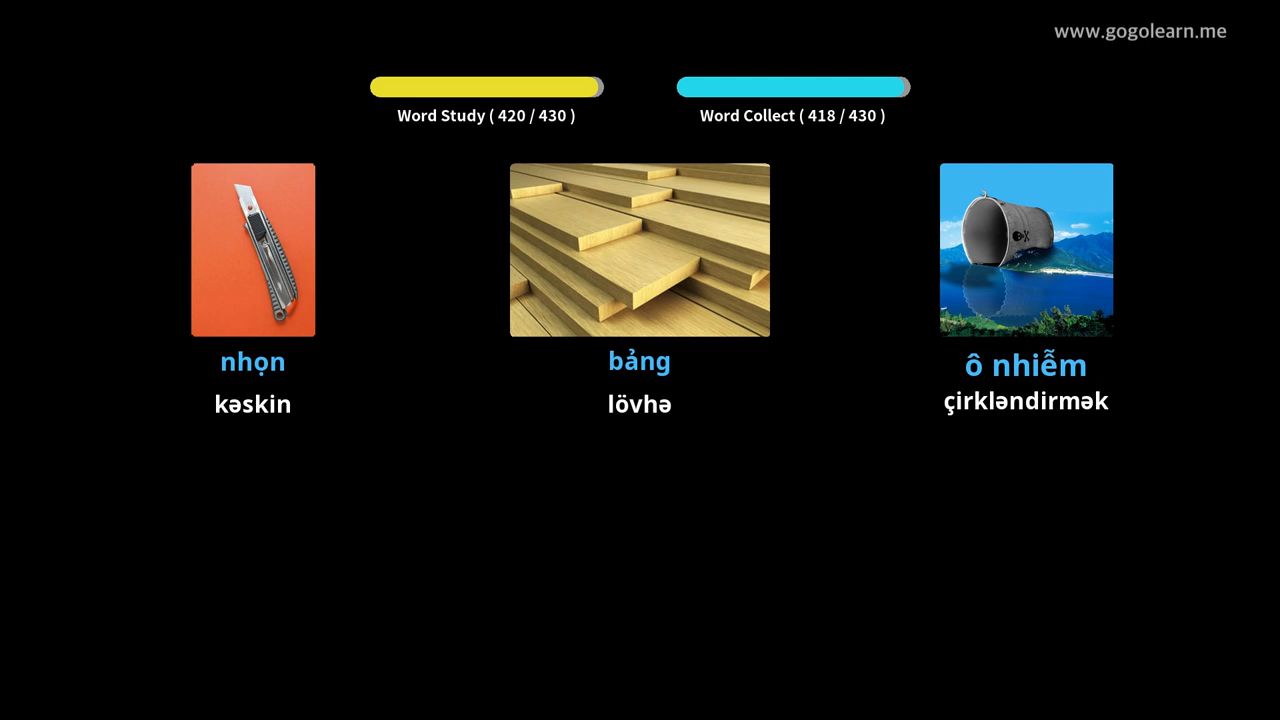 www.gogolearn.me
Word Study ( 420 / 430 )
Word Collect ( 418 / 430 )
nhọn
bảng
ô nhiễm
kəskin
lövhə
çirkləndirmək